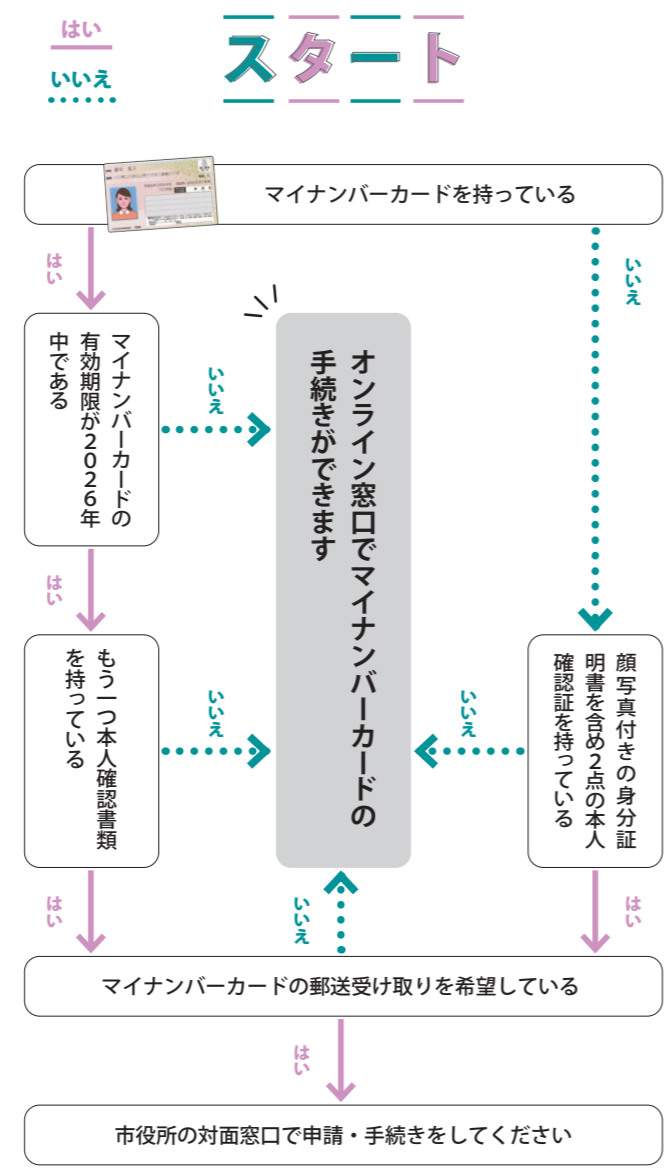 はい
いいえ
スタート
マイナンバーカードを持っている
はい
いいえ
マイナンバーカードの
有効期限が2026年
中である
いいえ
オンライン窓口でマイナンバーカードの
手続きができます
はい
もう一つ本人確認書類
を持っている
いいえ
いいえ
顔写真付きの身分証
明書を含め2点の本人
確認証を持っている
はい
いいえ
はい
マイナンバーカードの郵送受け取りを希望している
はい
市役所の対面窓口で申請・手続きをしてください